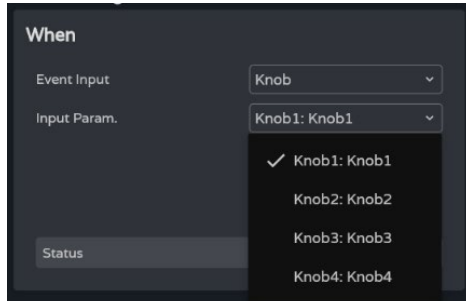 When
Event Input Knob
Input Param. Knob1: Knob1
Knob1: Knob1
Knob2: Knob2
Knob3: Knob3
Status
Knob4: Knob4